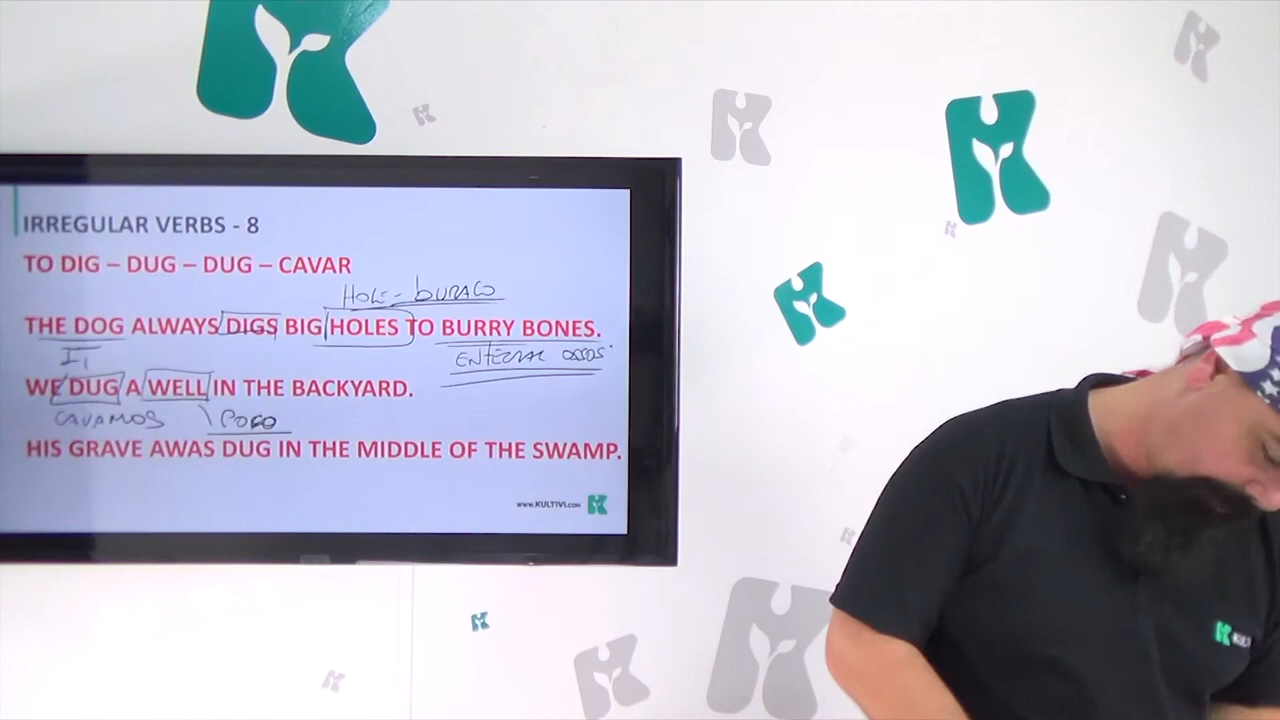 IRREGULAR VERBS - 8
TO DIG – DUG – DUG – CAVAR
HOLE - BURACO
THE DOG ALWAYS DIGS BIG HOLES TO BURRY BONES.
IT
ENTERRAR OSSOS
WE DUG A WELL IN THE BACKYARD.
CAVAMOS POÇO
HIS GRAVE AWAS DUG IN THE MIDDLE OF THE SWAMP.
WWW.KULTIVI.COM